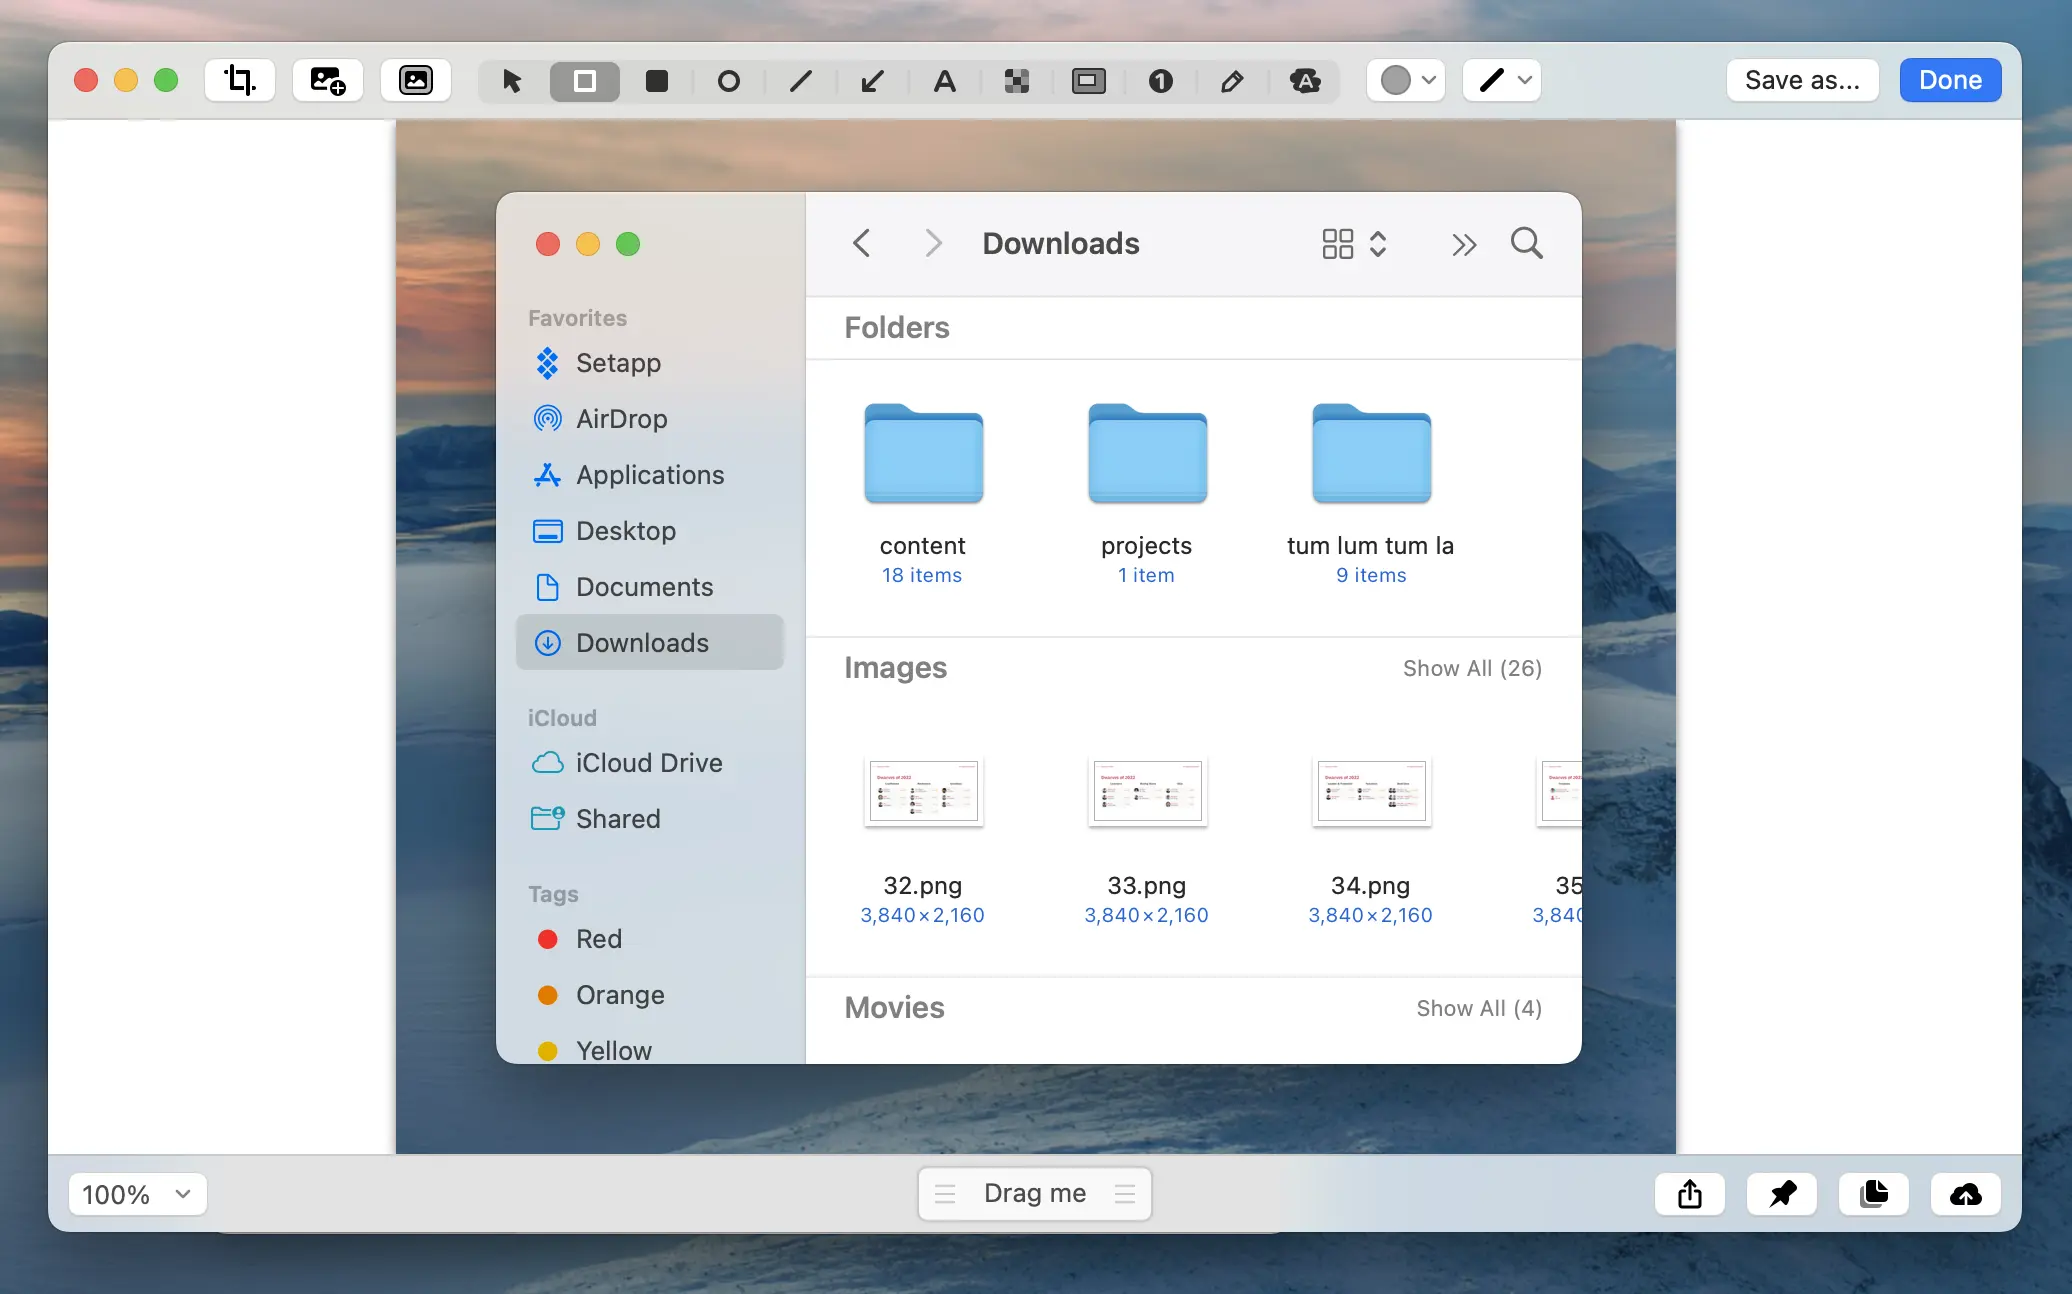 Save as...
Done
Downloads
Favorites
Setapp
AirDrop
Applications
Desktop
Documents
Downloads
iCloud
iCloud Drive
Shared
Tags
Red
Orange
Yellow
Folders
content
18 items
projects
1 item
tum lum tum la
9 items
Images
Show All (26)
32.png
3,840×2,160
33.png
3,840×2,160
34.png
3,840×2,160
35
3,840
Movies
Show All (4)
100%
Drag me